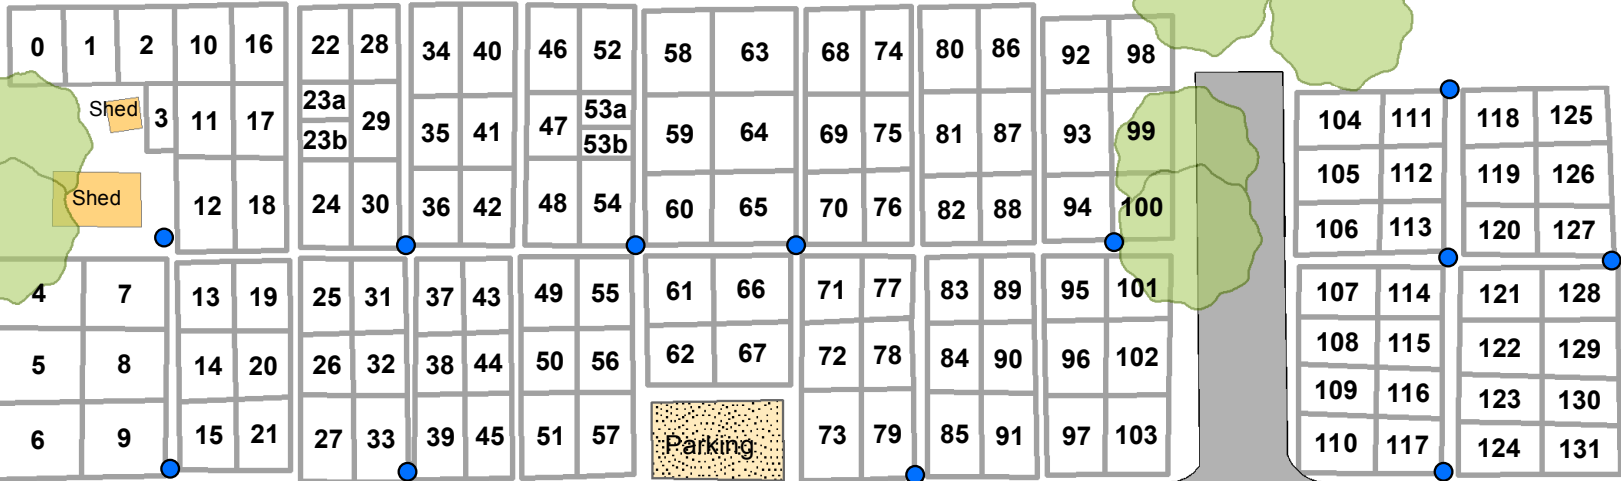 0 1 2 10 16 22 28 34 40 46 52 58 63 68 74 80 86 92 98
Shed 3 11 17 23a 29 35 41 47 53a 59 64 69 75 81 87 93 99 104 111 118 125
23b 53b
105 112 119 126
Shed 12 18 24 30 36 42 48 54 60 65 70 76 82 88 94 100 106 113 120 127
4 7 13 19 25 31 37 43 49 55 61 66 71 77 83 89 95 101 107 114 121 128
5 8 14 20 26 32 38 44 50 56 62 67 72 78 84 90 96 102 108 115 122 129
109 116 123 130
6 9 15 21 27 33 39 45 51 57 Parking 73 79 85 91 97 103 110 117 124 131